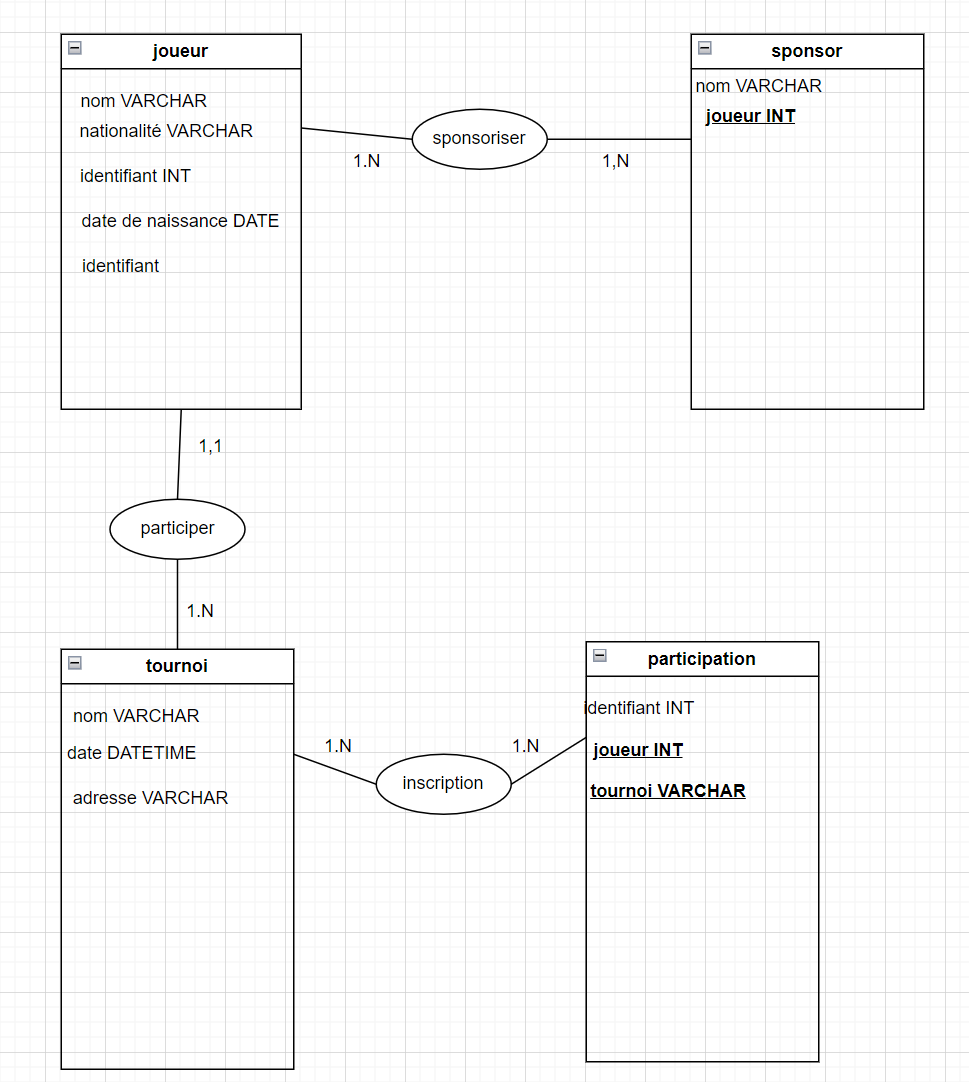 joueur
nom VARCHAR
nationalité VARCHAR
identifiant INT
date de naissance DATE
identifiant
sponsoriser
1.N
1,N
sponsor
nom VARCHAR
joueur INT
1,1
participer
1.N
tournoi
nom VARCHAR
date DATETIME
adresse VARCHAR
1.N
inscription
1.N
participation
identifiant INT
joueur INT
tournoi VARCHAR